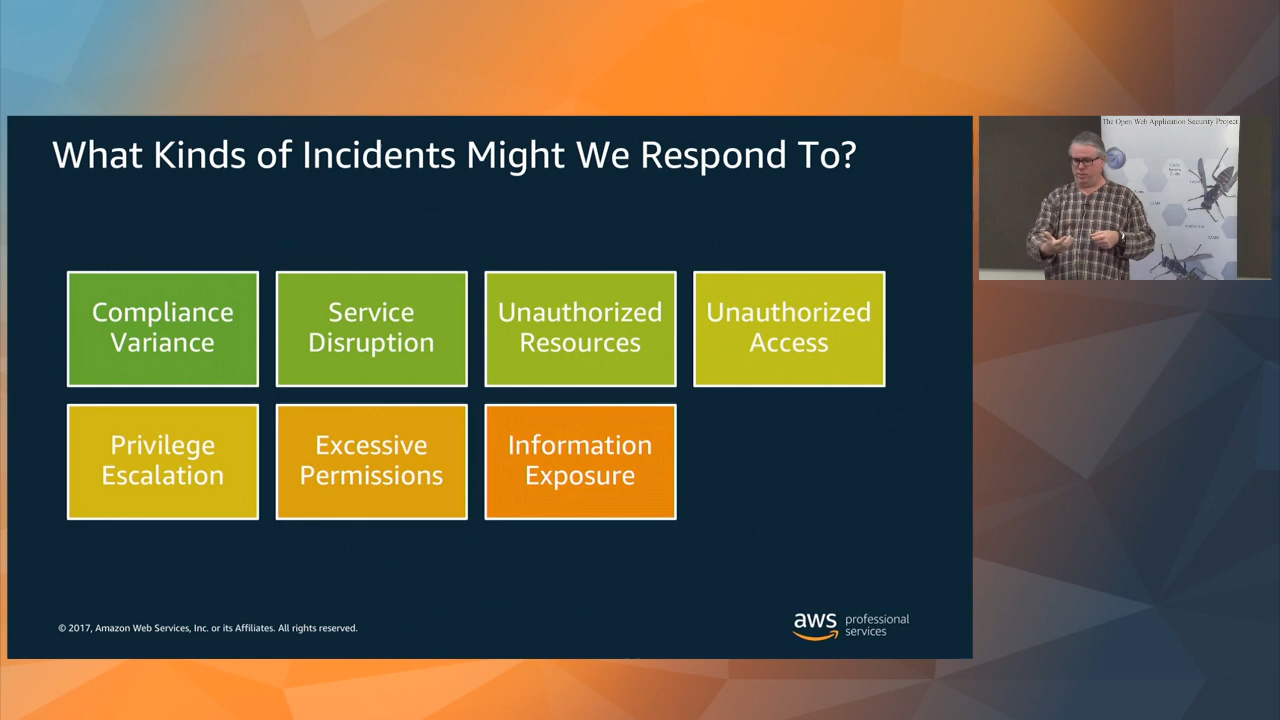 What Kinds of Incidents Might We Respond To?
Compliance
Variance
Service
Disruption
Unauthorized
Resources
Unauthorized
Access
Privilege
Escalation
Excessive
Permissions
Information
Exposure
© 2017, Amazon Web Services, Inc. or its Affiliates. All rights reserved.
aws professional
services
The Open Web Application Security Project